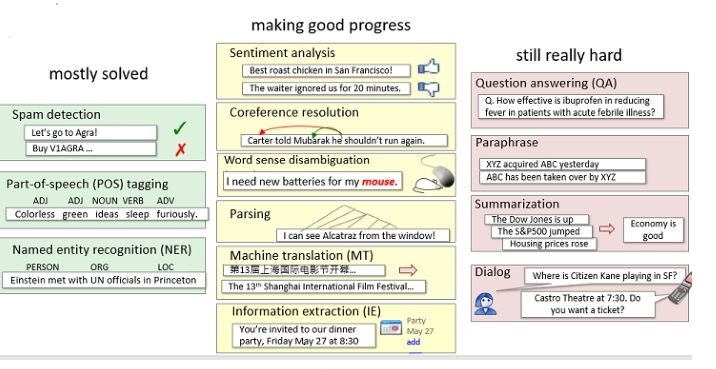 making good progress
mostly solved
still really hard
Spam detection
Let's go to Agra!
Buy V1AGRA ...
Part-of-speech (POS) tagging
ADJ ADJ NOUN VERB ADV
Colorless green ideas sleep furiously.
Named entity recognition (NER)
PERSON ORG LOC
Einstein met with UN officials in Princeton
Sentiment analysis
Best roast chicken in San Francisco!
The waiter ignored us for 20 minutes.
Coreference resolution
Carter told Mubarak he shouldn't run again.
Word sense disambiguation
I need new batteries for my mouse.
Parsing
I can see Alcatraz from the window!
Machine translation (MT)
第13届上海国际电影节开幕...
The 13th Shanghai International Film Festival...
Information extraction (IE)
You're invited to our dinner
party, Friday May 27 at 8:30
Party
May 27
add
Question answering (QA)
Q. How effective is ibuprofen in reducing
fever in patients with acute febrile illness?
Paraphrase
XYZ acquired ABC yesterday
ABC has been taken over by XYZ
Summarization
The Dow Jones is up
The S&P500 jumped
Housing prices rose
Economy is
good
Dialog
Where is Citizen Kane playing in SF?
Castro Theatre at 7:30. Do
you want a ticket?